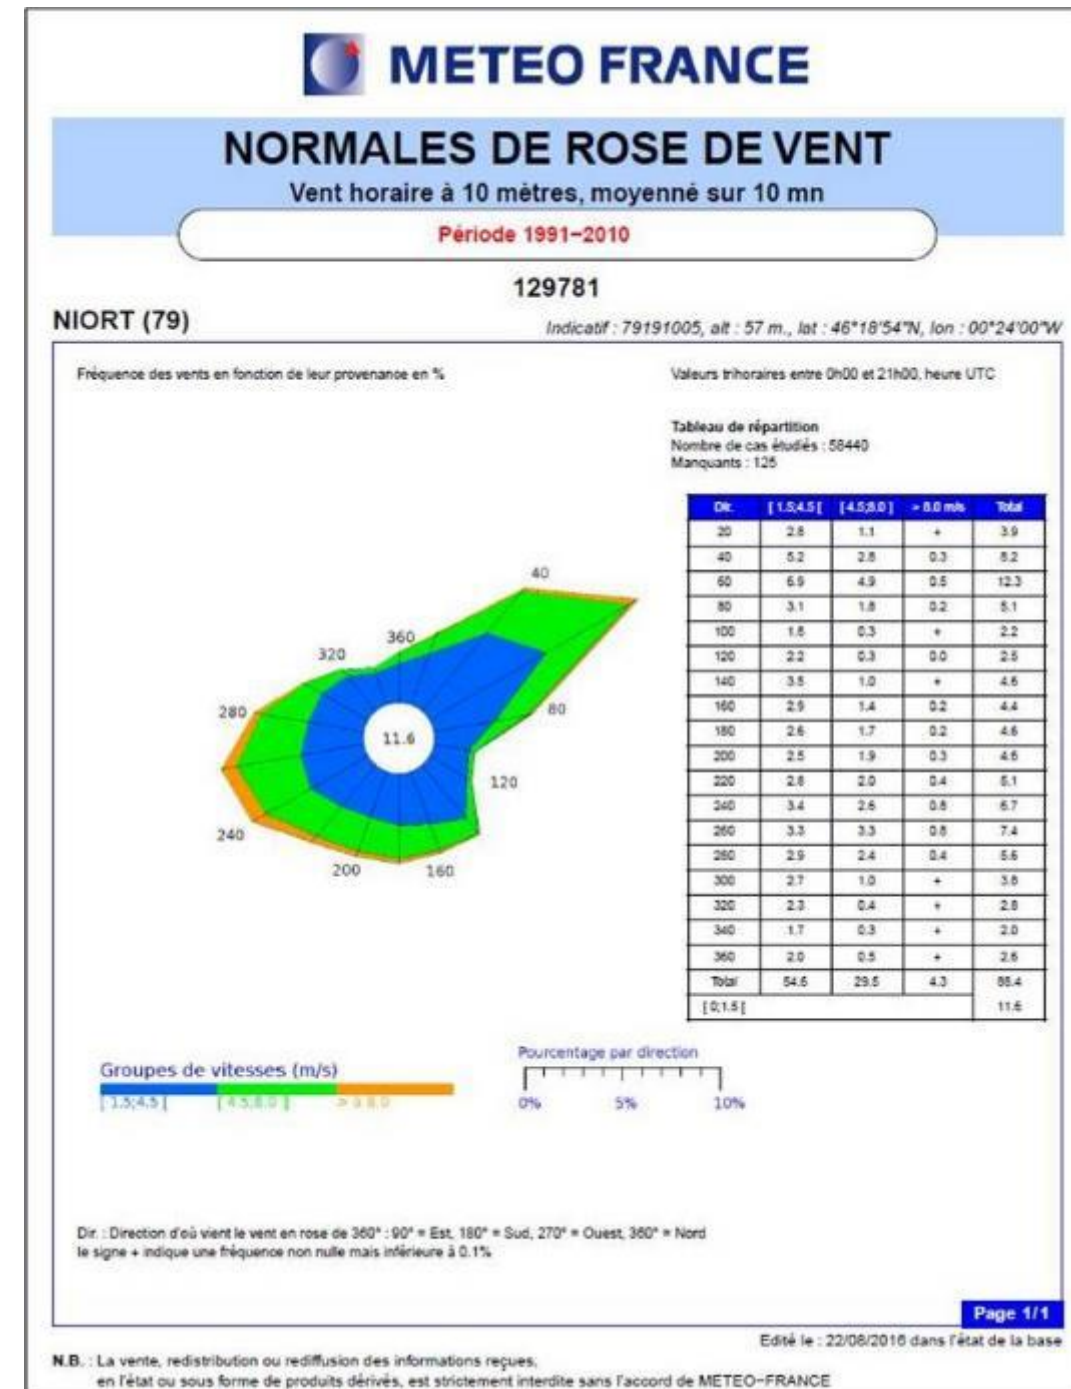 METEO FRANCE
NORMALES DE ROSE DE VENT
Vent horaire à 10 mètres, moyenné sur 10 mn
Période 1991−2010
129781
NIORT (79)
Indicatif : 79191005, alt : 57 m., lat : 46°18'54"N, lon : 00°24'00"W
Fréquence des vents en fonction de leur provenance en %
Valeurs trihoraires entre 0h00 et 21h00, heure UTC
Tableau de répartition
Nombre de cas étudiés : 58440
Manquants : 125
Dir. [ 1.5;4.5 [ [ 4.5;8.0 ] > 8.0 m/s Total
20 2.8 1.1 + 3.9
40 5.2 2.8 0.3 8.2
60 6.9 4.9 0.5 12.3
80 3.1 1.8 0.2 5.1
100 1.8 0.3 + 2.2
120 2.2 0.3 0.0 2.5
140 3.5 1.0 + 4.6
160 2.9 1.4 0.2 4.4
180 2.6 1.7 0.2 4.6
200 2.5 1.9 0.3 4.6
220 2.8 2.0 0.4 5.1
240 3.4 2.6 0.8 6.7
260 3.3 3.3 0.8 7.4
280 2.9 2.4 0.4 5.6
300 2.7 1.0 + 3.8
320 2.3 0.4 + 2.8
340 1.7 0.3 + 2.0
360 2.0 0.5 + 2.6
Total 54.6 29.5 4.3 88.4
[ 0;1.5 [ 11.6
40
360
320
280
80
11.6
120
240
200
160
Groupes de vitesses (m/s)
[ 1.5;4.5 [ [ 4.5;8.0 ] > à 8.0
Pourcentage par direction
0% 5% 10%
Dir. : Direction d'où vient le vent en rose de 360° : 90° = Est, 180° = Sud, 270° = Ouest, 360° = Nord
le signe + indique une fréquence non nulle mais inférieure à 0.1%
Page 1/1
Edité le : 22/08/2016 dans l'état de la base
N.B. : La vente, redistribution ou rediffusion des informations reçues,
en l'état ou sous forme de produits dérivés, est strictement interdite sans l'accord de METEO−FRANCE